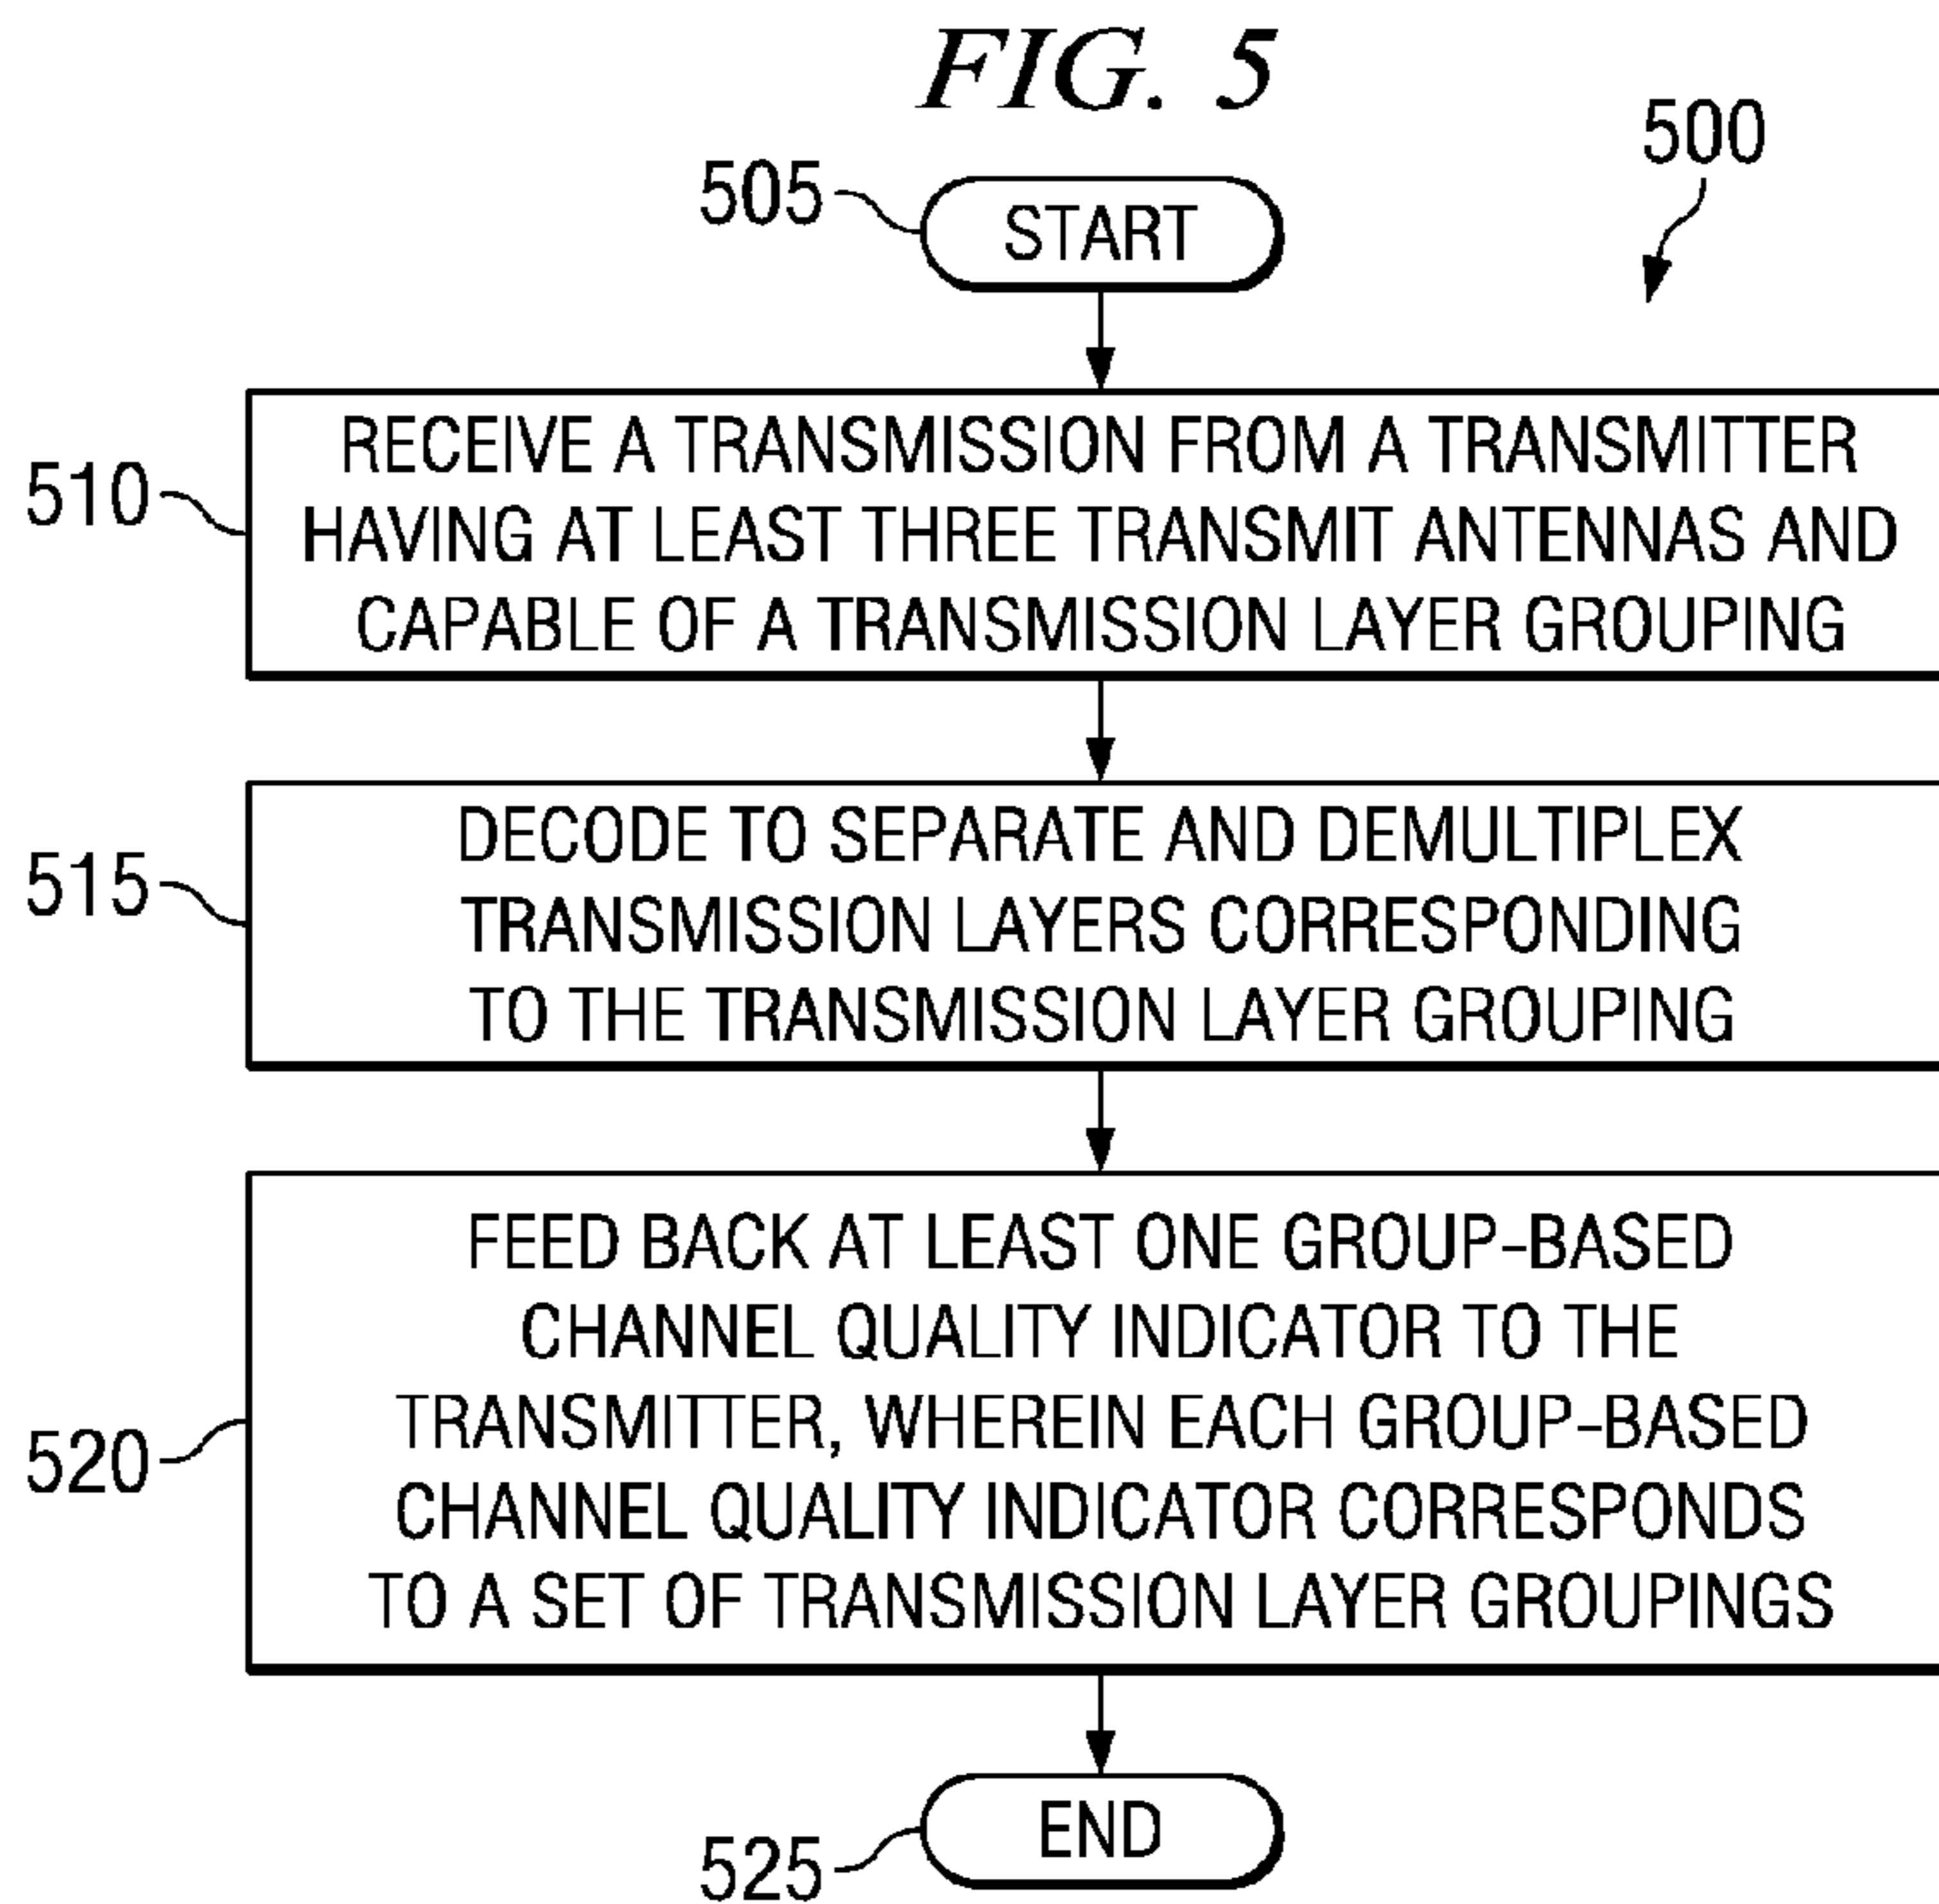 FIG. 5
500
505
START
510
RECEIVE A TRANSMISSION FROM A TRANSMITTER
HAVING AT LEAST THREE TRANSMIT ANTENNAS AND
CAPABLE OF A TRANSMISSION LAYER GROUPING
515
DECODE TO SEPARATE AND DEMULTIPLEX
TRANSMISSION LAYERS CORRESPONDING
TO THE TRANSMISSION LAYER GROUPING
520
FEED BACK AT LEAST ONE GROUP-BASED
CHANNEL QUALITY INDICATOR TO THE
TRANSMITTER, WHEREIN EACH GROUP-BASED
CHANNEL QUALITY INDICATOR CORRESPONDS
TO A SET OF TRANSMISSION LAYER GROUPINGS
525
END